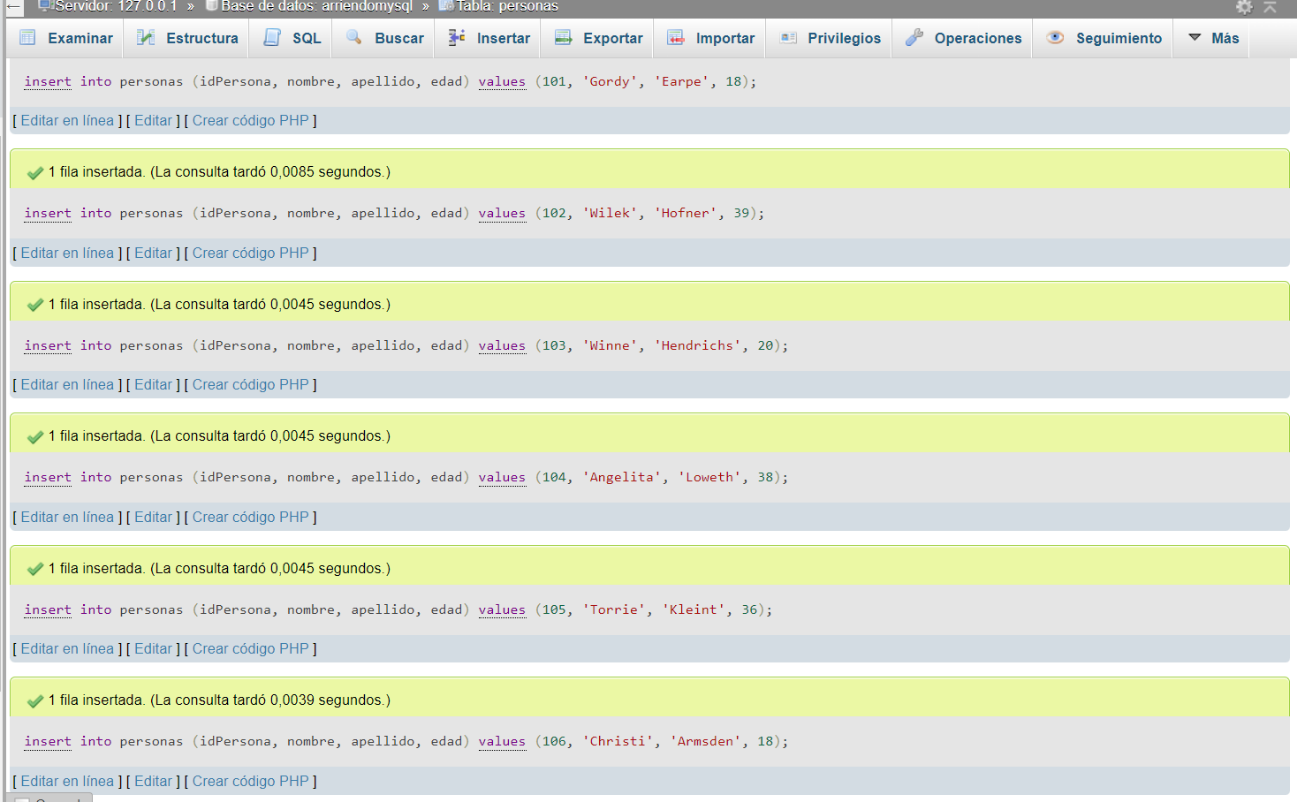 Servidor: 127.0.0.1 » Base de datos: arriendomysql » Tabla: personas
Examinar Estructura SQL Buscar Insertar Exportar Importar Privilegios Operaciones Seguimiento Más
insert into personas (idPersona, nombre, apellido, edad) values (101, 'Gordy', 'Earpe', 18);
[ Editar en línea ] [ Editar ] [ Crear código PHP ]
1 fila insertada. (La consulta tardó 0,0085 segundos.)
insert into personas (idPersona, nombre, apellido, edad) values (102, 'Wilek', 'Hofner', 39);
[ Editar en línea ] [ Editar ] [ Crear código PHP ]
1 fila insertada. (La consulta tardó 0,0045 segundos.)
insert into personas (idPersona, nombre, apellido, edad) values (103, 'Winne', 'Hendrichs', 20);
[ Editar en línea ] [ Editar ] [ Crear código PHP ]
1 fila insertada. (La consulta tardó 0,0045 segundos.)
insert into personas (idPersona, nombre, apellido, edad) values (104, 'Angelita', 'Loweth', 38);
[ Editar en línea ] [ Editar ] [ Crear código PHP ]
1 fila insertada. (La consulta tardó 0,0045 segundos.)
insert into personas (idPersona, nombre, apellido, edad) values (105, 'Torrie', 'Kleint', 36);
[ Editar en línea ] [ Editar ] [ Crear código PHP ]
1 fila insertada. (La consulta tardó 0,0039 segundos.)
insert into personas (idPersona, nombre, apellido, edad) values (106, 'Christi', 'Armsden', 18);
[ Editar en línea ] [ Editar ] [ Crear código PHP ]